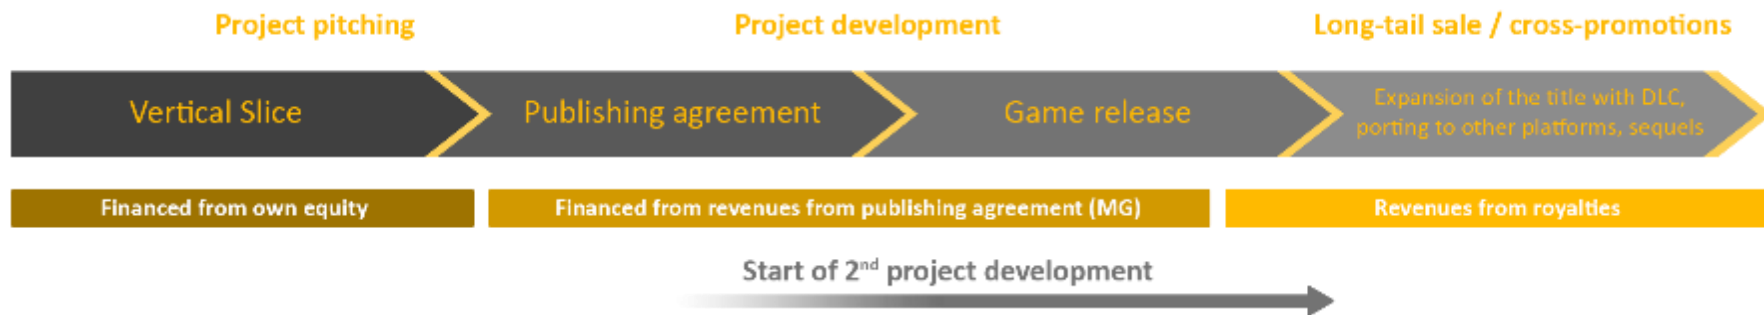 Project pitching
Project development
Long-tail sale / cross-promotions
Vertical Slice
Publishing agreement
Game release
Expansion of the title with DLC,
porting to other platforms, sequels
Financed from own equity
Financed from revenues from publishing agreement (MG)
Revenues from royalties
Start of 2nd project development